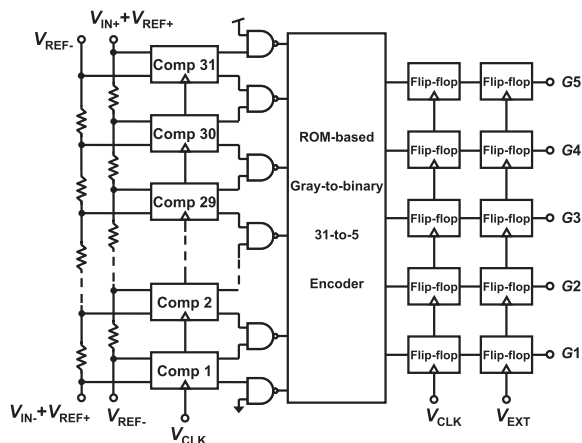 VIN+ + VREF+
VREF-
Comp 31
Comp 30
Comp 29
Comp 2
Comp 1
VIN- + VREF+
VREF-
VCLK
ROM-based
Gray-to-binary
31-to-5
Encoder
Flip-flop Flip-flop G5
Flip-flop Flip-flop G4
Flip-flop Flip-flop G3
Flip-flop Flip-flop G2
Flip-flop Flip-flop G1
VCLK VEXT